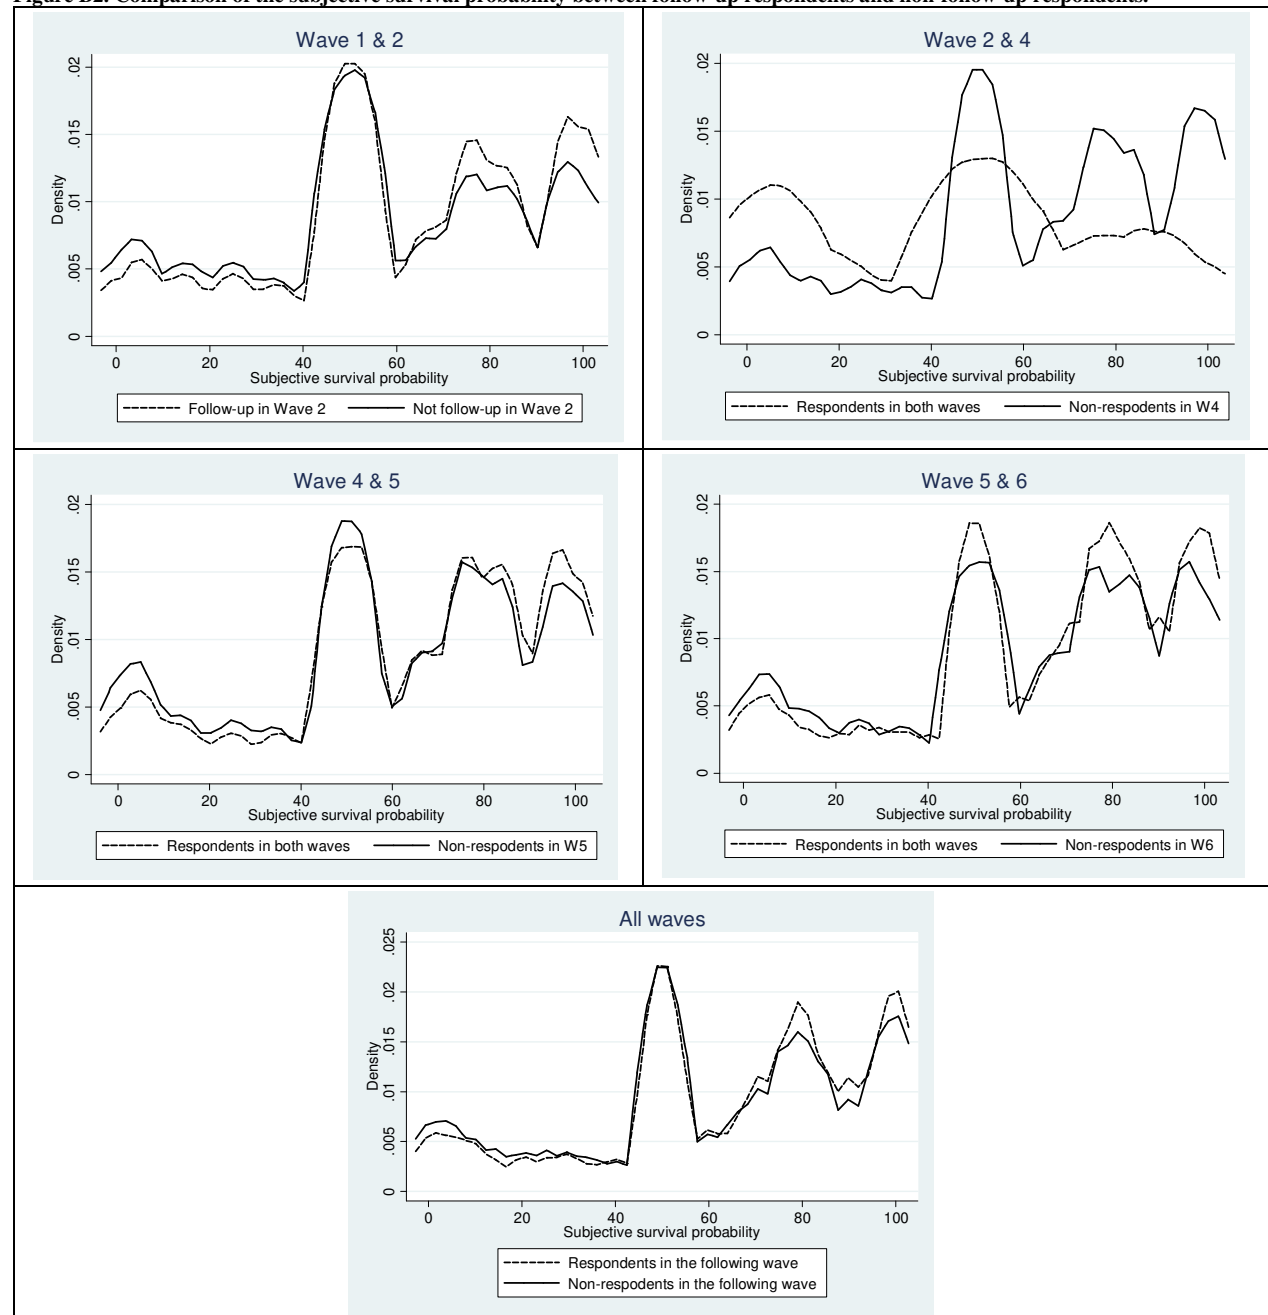 Figure B2. Comparison of the subjective survival probability between follow-up respondents and non-follow-up respondents.
Wave 1 & 2
Density
0 .005 .01 .015 .02
0 20 40 60 80 100
Subjective survival probability
Follow-up in Wave 2 Not follow-up in Wave 2
Wave 2 & 4
Density
0 .005 .01 .015 .02
0 20 40 60 80 100
Subjective survival probability
Respondents in both waves Non-respodents in W4
Wave 4 & 5
Density
0 .005 .01 .015 .02
0 20 40 60 80 100
Subjective survival probability
Respondents in both waves Non-respodents in W5
Wave 5 & 6
Density
0 .005 .01 .015 .02
0 20 40 60 80 100
Subjective survival probability
Respondents in both waves Non-respodents in W6
All waves
Density
0 .005 .01 .015 .02 .025
0 20 40 60 80 100
Subjective survival probability
Respondents in the following wave
Non-respodents in the following wave